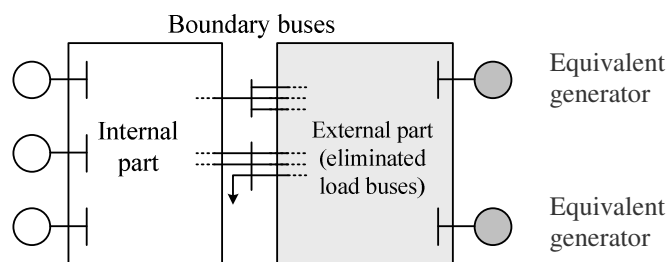 Boundary buses
Internal
part
External part
(eliminated
load buses)
Equivalent
generator
Equivalent
generator